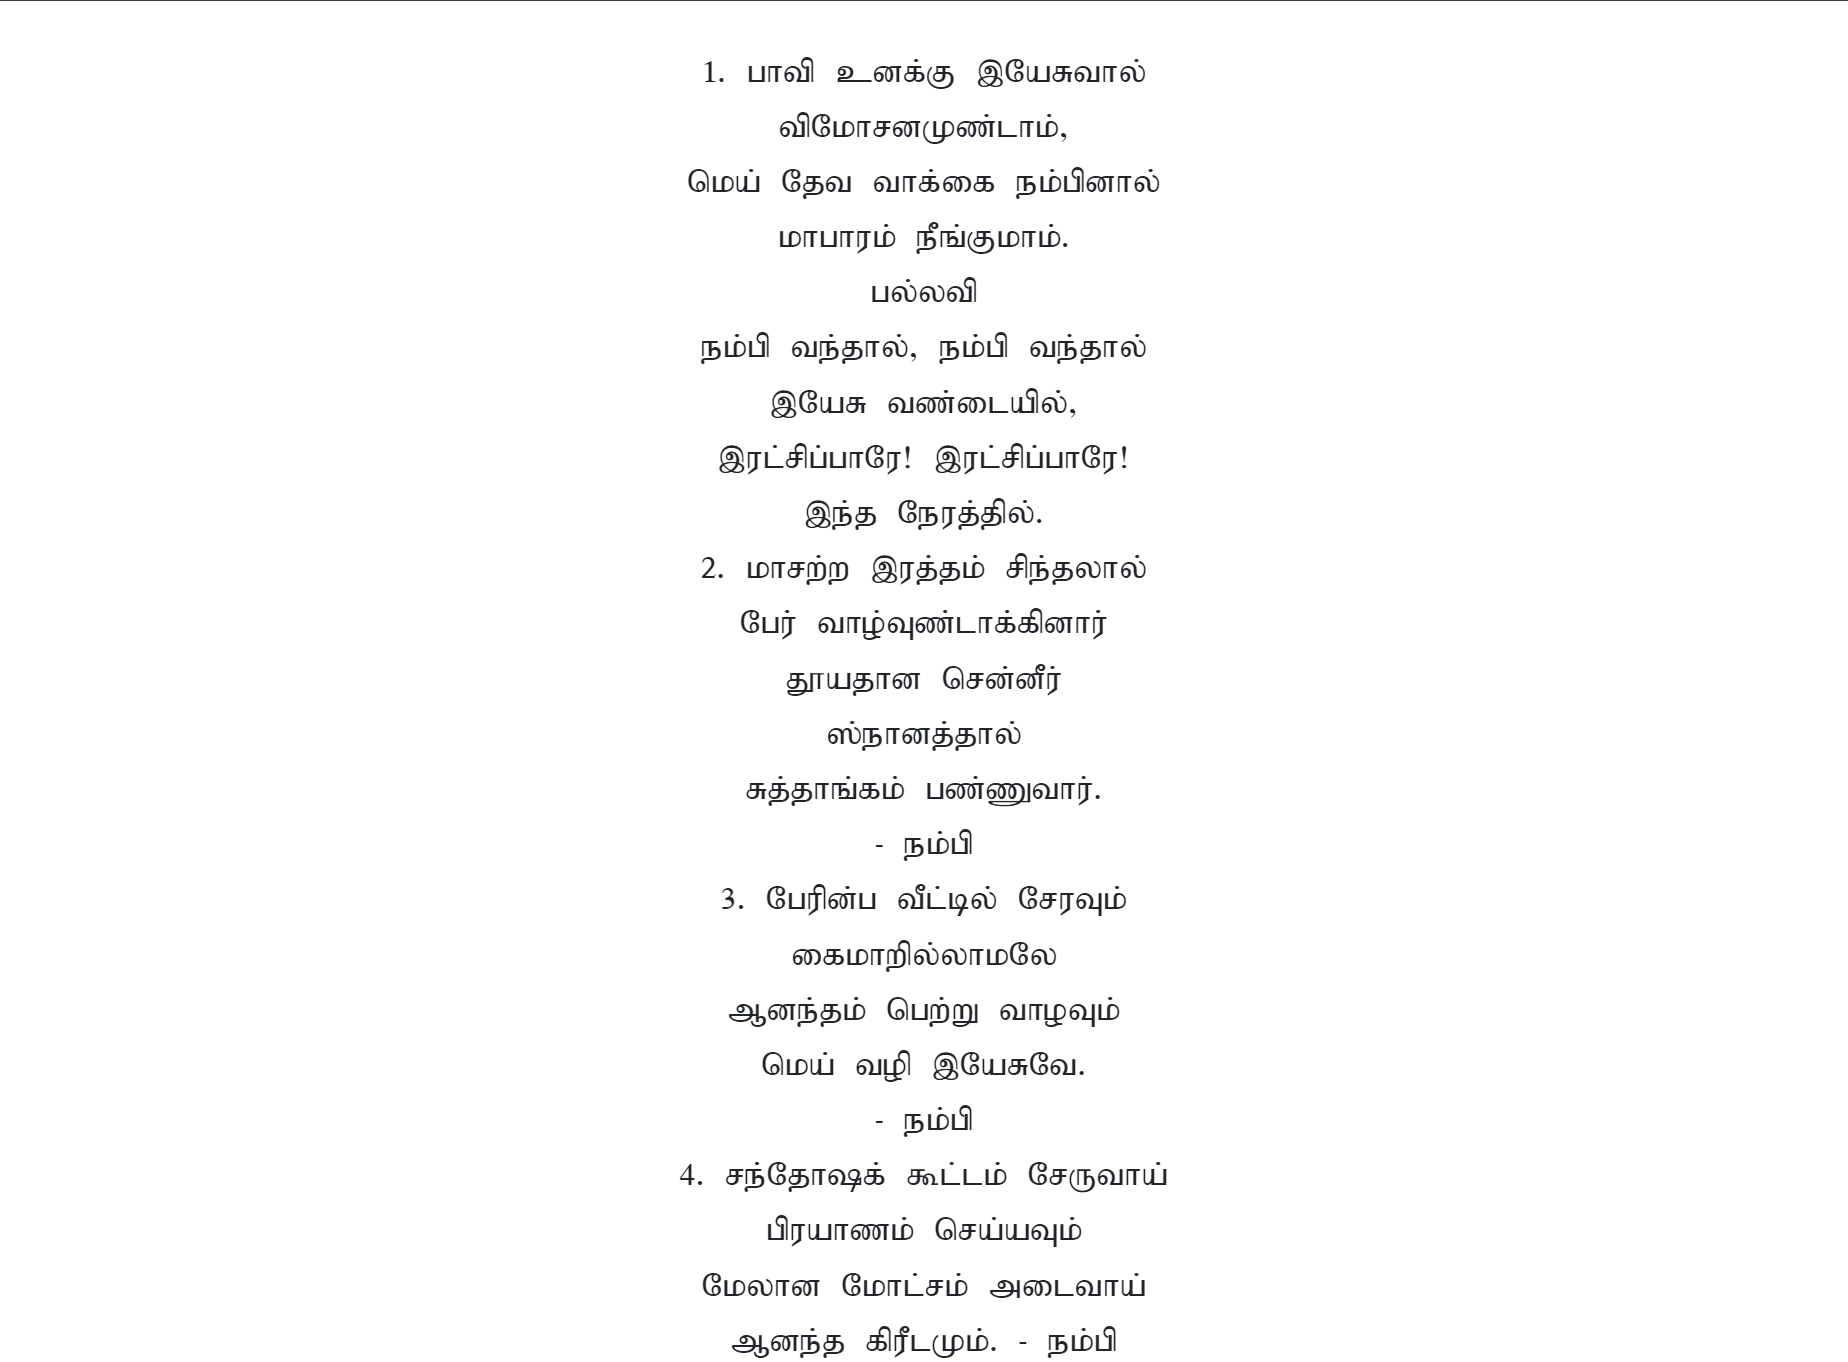 1. பாவி உனக்கு இயேசுவால்
விமோசனமுண்டாம்,
மெய் தேவ வாக்கை நம்பினால்
மாபாரம் நீங்குமாம்.
பல்லவி
நம்பி வந்தால், நம்பி வந்தால்
இயேசு வண்டையில்,
இரட்சிப்பாரே! இரட்சிப்பாரே!
இந்த நேரத்தில்.
2. மாசற்ற இரத்தம் சிந்தலால்
பேர் வாழ்வுண்டாக்கினார்
தூயதான சென்னீர்
ஸ்நானத்தால்
சுத்தாங்கம் பண்ணுவார்.
- நம்பி
3. பேரின்ப வீட்டில் சேரவும்
கைமாறில்லாமலே
ஆனந்தம் பெற்று வாழவும்
மெய் வழி இயேசுவே.
- நம்பி
4. சந்தோஷக் கூட்டம் சேருவாய்
பிரயாணம் செய்யவும்
மேலான மோட்சம் அடைவாய்
ஆனந்த கிரீடமும். - நம்பி